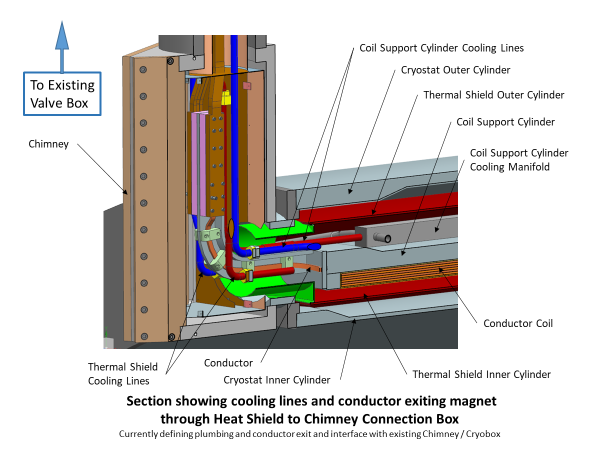 To Existing
Valve Box
Chimney
Coil Support Cylinder Cooling Lines
Cryostat Outer Cylinder
Thermal Shield Outer Cylinder
Coil Support Cylinder
Coil Support Cylinder
Cooling Manifold
Conductor Coil
Thermal Shield Inner Cylinder
Conductor
Cryostat Inner Cylinder
Thermal Shield
Cooling Lines
Section showing cooling lines and conductor exiting magnet
through Heat Shield to Chimney Connection Box
Currently defining plumbing and conductor exit and interface with existing Chimney / Cryobox